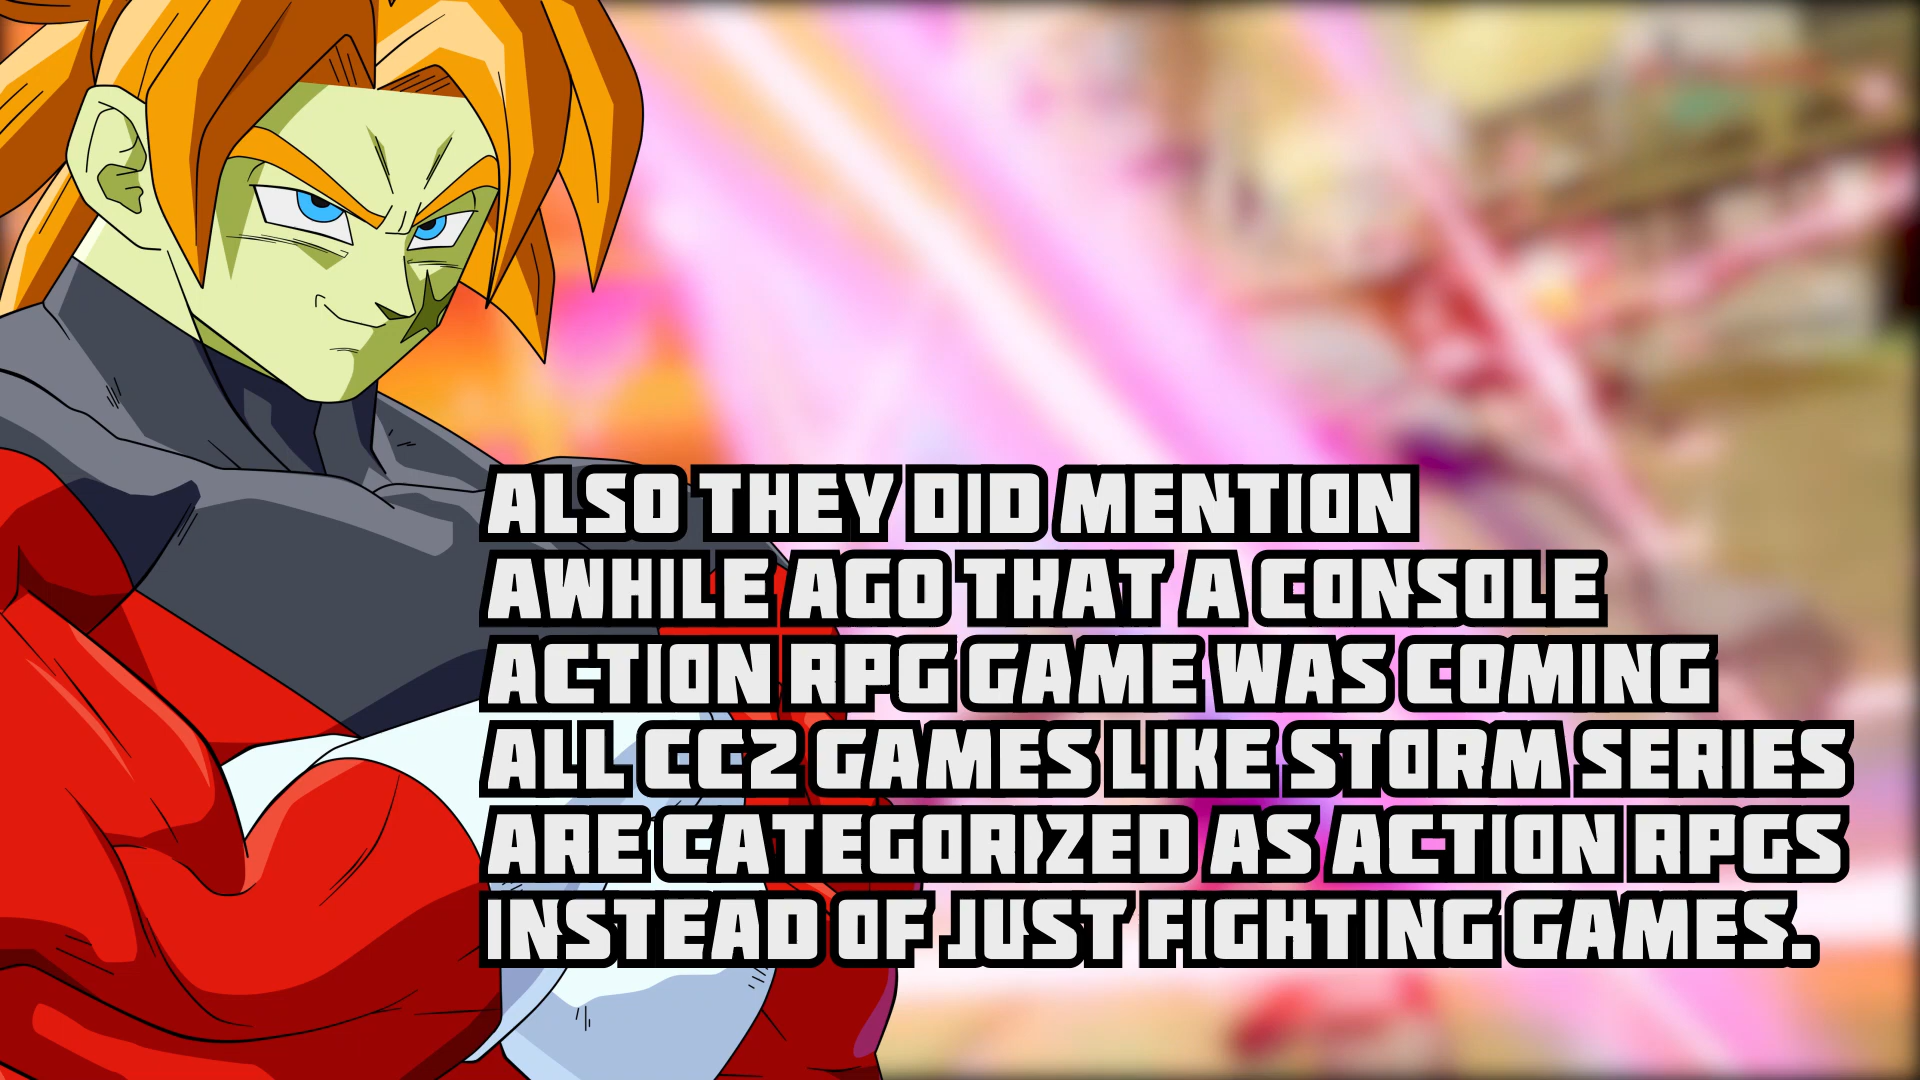 ALSO THEY DID MENTION
AWHILE AGO THAT A CONSOLE
ACTION RPG GAME WAS COMING
ALL CC2 GAMES LIKE STORM SERIES
ARE CATEGORIZED AS ACTION RPGS
INSTEAD OF JUST FIGHTING GAMES.